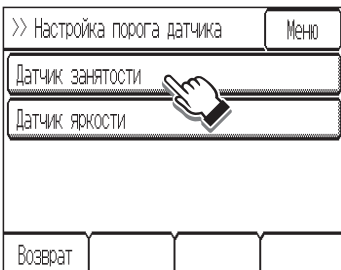 >> Настройка порога датчика Меню
Датчик занятости
Датчик яркости
Возврат